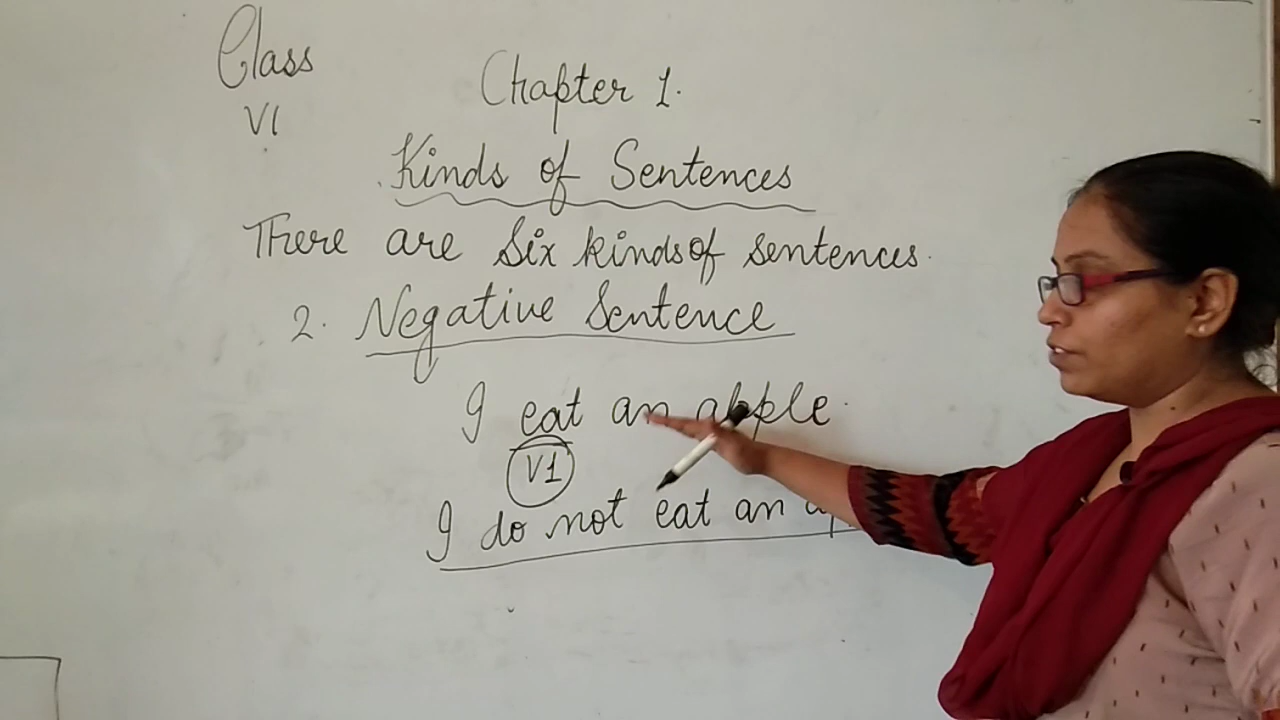 Class
VI
Chapter 1.
Kinds of Sentences
There are Six kinds of sentences.
2. Negative Sentence
I eat an apple.
V1
I do not eat an